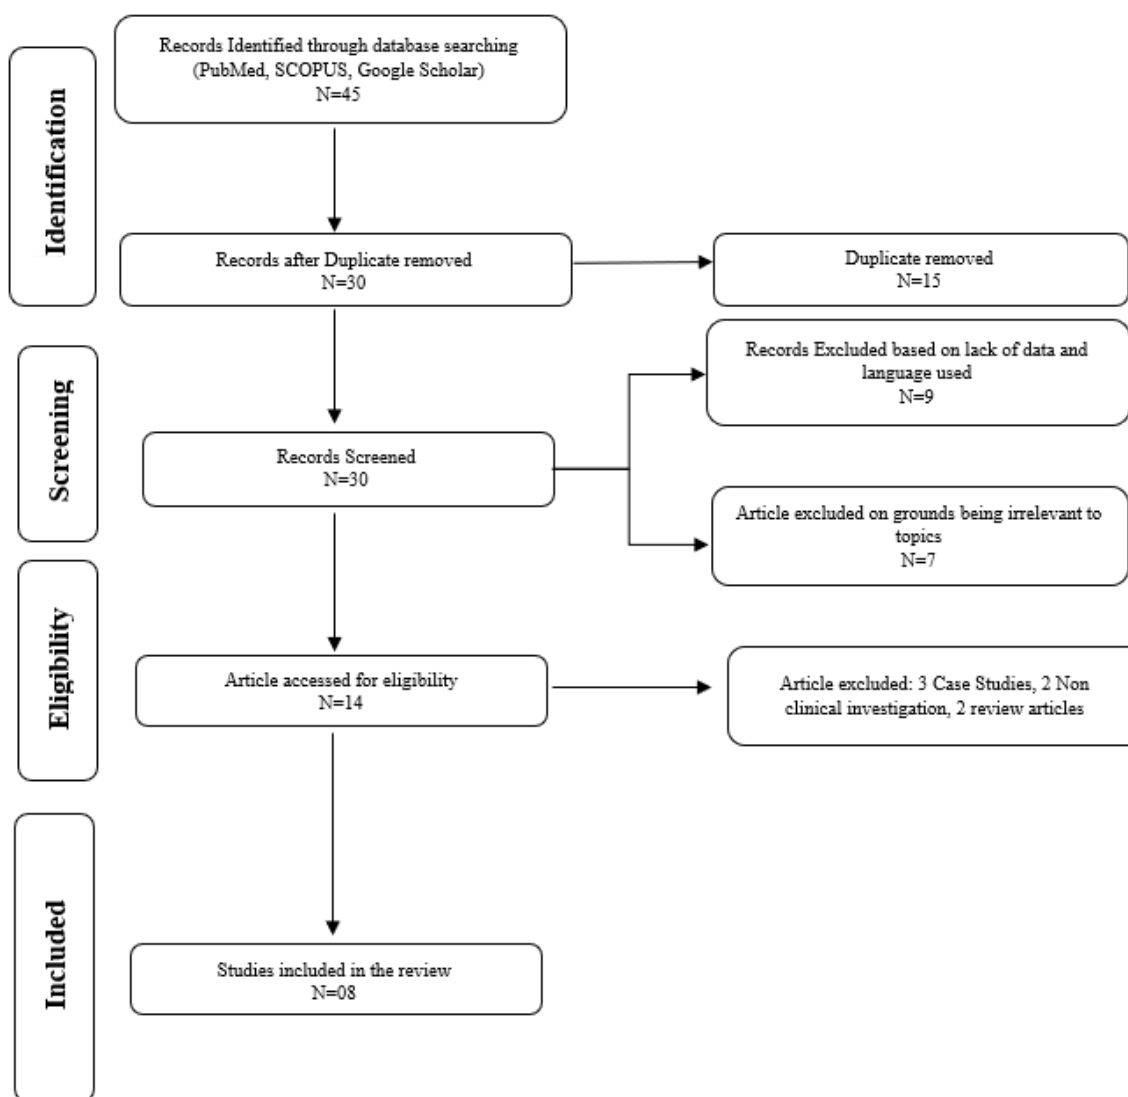 Identification
Records Identified through database searching
(PubMed, SCOPUS, Google Scholar)
N=45
Records after Duplicate removed
N=30
Duplicate removed
N=15
Screening
Records Screened
N=30
Records Excluded based on lack of data and
language used
N=9
Article excluded on grounds being irrelevant to
topics
N=7
Eligibility
Article accessed for eligibility
N=14
Article excluded: 3 Case Studies, 2 Non
clinical investigation, 2 review articles
Included
Studies included in the review
N=08